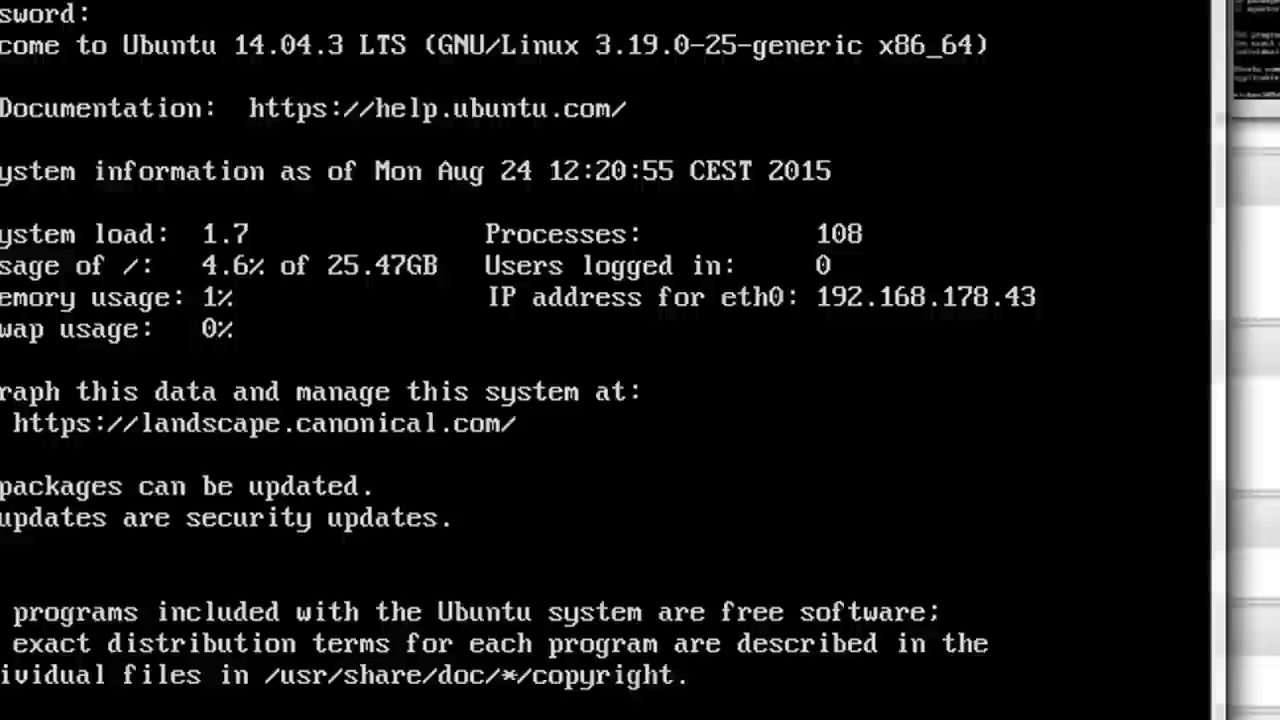 sword:
come to Ubuntu 14.04.3 LTS (GNU/Linux 3.19.0-25-generic x86_64)
Documentation: https://help.ubuntu.com/
ystem information as of Mon Aug 24 12:20:55 CEST 2015
ystem load: 1.7 Processes: 108
sage of /: 4.6% of 25.47GB Users logged in: 0
emory usage: 1% IP address for eth0: 192.168.178.43
wap usage: 0%
raph this data and manage this system at:
https://landscape.canonical.com/
packages can be updated.
updates are security updates.
programs included with the Ubuntu system are free software;
exact distribution terms for each program are described in the
ividual files in /usr/share/doc/*/copyright.